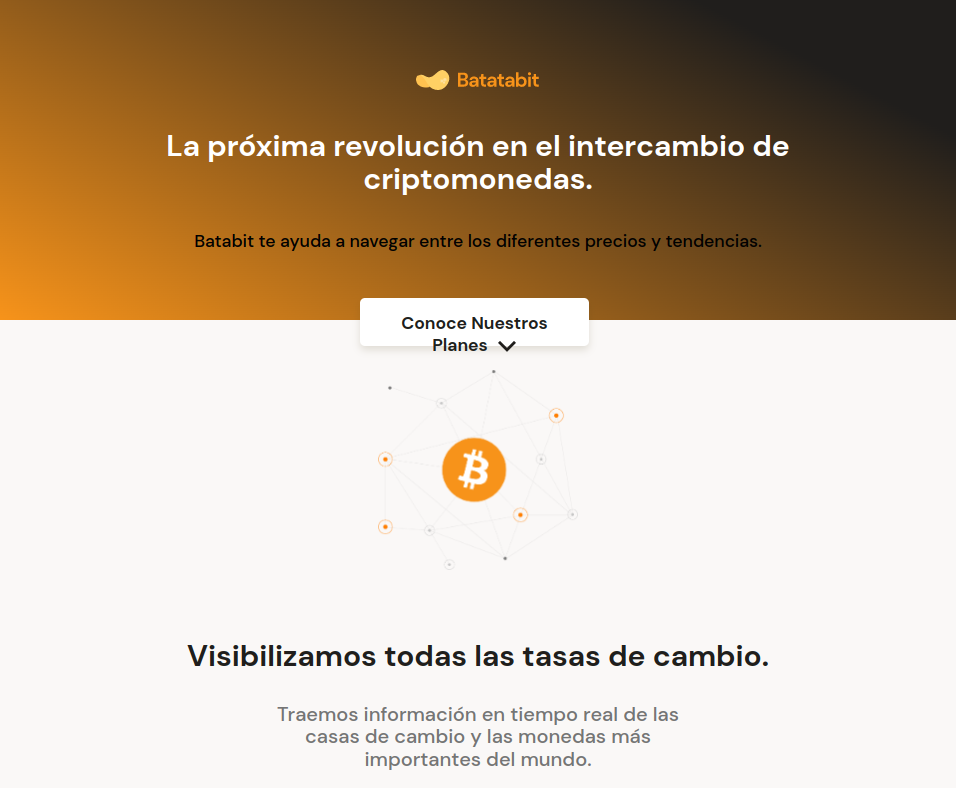 Batatabit
La próxima revolución en el intercambio de
criptomonedas.
Batabit te ayuda a navegar entre los diferentes precios y tendencias.
Conoce Nuestros
Planes
Visibilizamos todas las tasas de cambio.
Traemos información en tiempo real de las
casas de cambio y las monedas más
importantes del mundo.